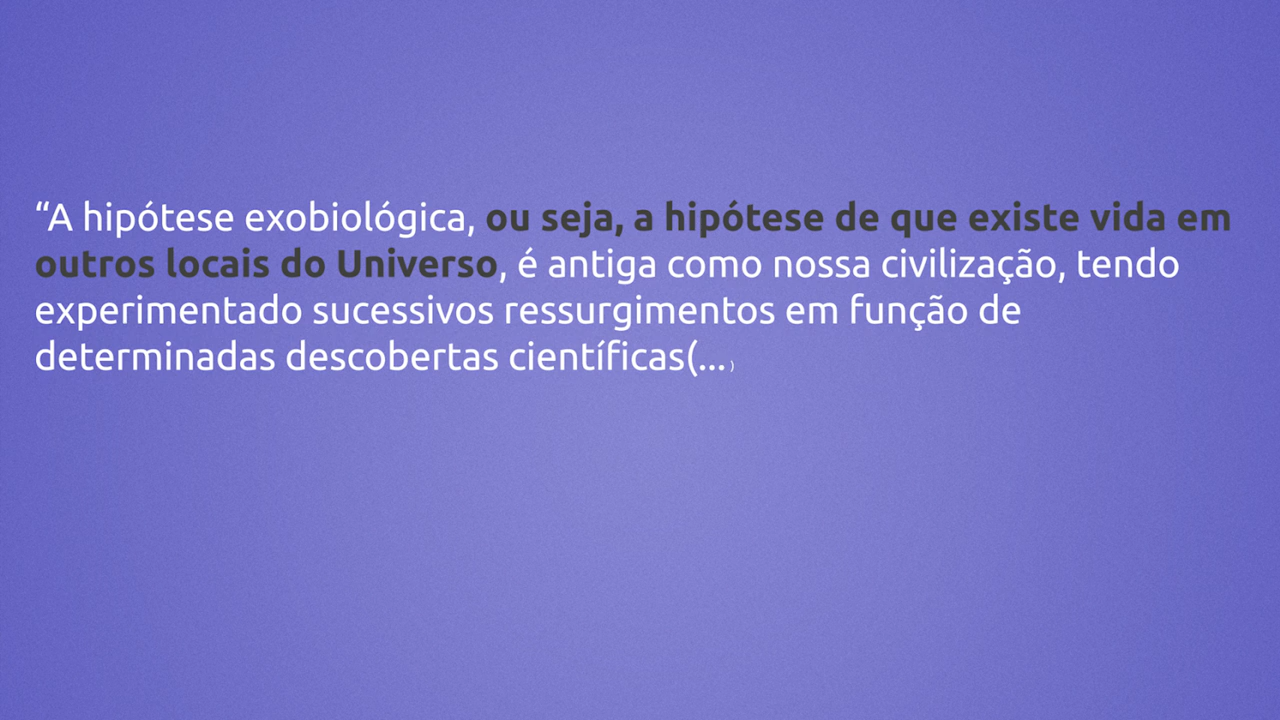 “A hipótese exobiológica, ou seja, a hipótese de que existe vida em
outros locais do Universo, é antiga como nossa civilização, tendo
experimentado sucessivos ressurgimentos em função de
determinadas descobertas científicas(...)